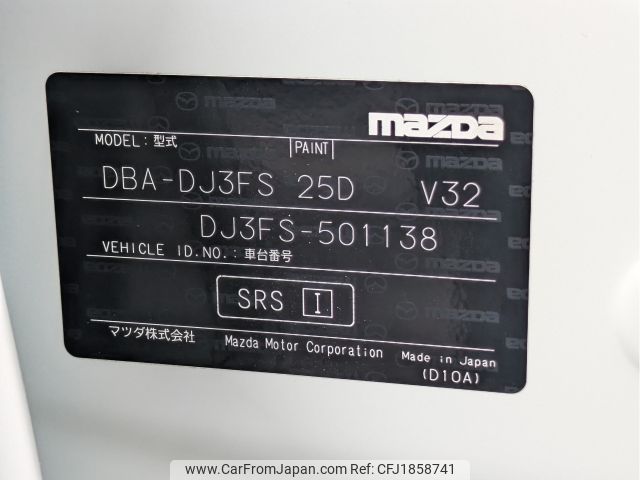 mazda
MODEL: 型式 PAINT
DBA-DJ3FS 25D V32
DJ3FS-501138
VEHICLE ID.NO.: 車台番号
SRS I
マツダ株式会社 Mazda Motor Corporation Made in Japan
(D10A)
www.CarFromJapan.com - CFJ1858741